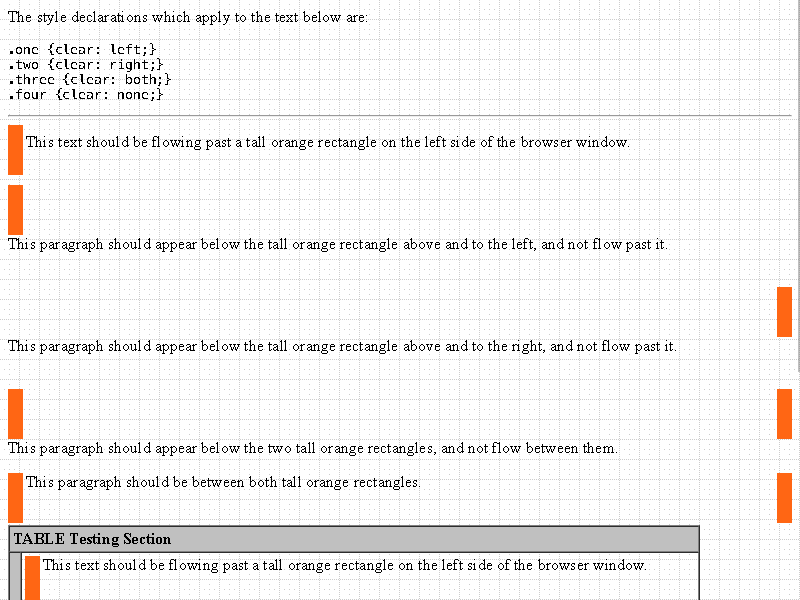 The style declarations which apply to the text below are:
.one {clear: left;}
.two {clear: right;}
.three {clear: both;}
.four {clear: none;}
This text should be flowing past a tall orange rectangle on the left side of the browser window.
This paragraph should appear below the tall orange rectangle above and to the left, and not flow past it.
This paragraph should appear below the tall orange rectangle above and to the right, and not flow past it.
This paragraph should appear below the two tall orange rectangles, and not flow between them.
This paragraph should be between both tall orange rectangles.
TABLE Testing Section
This text should be flowing past a tall orange rectangle on the left side of the browser window.